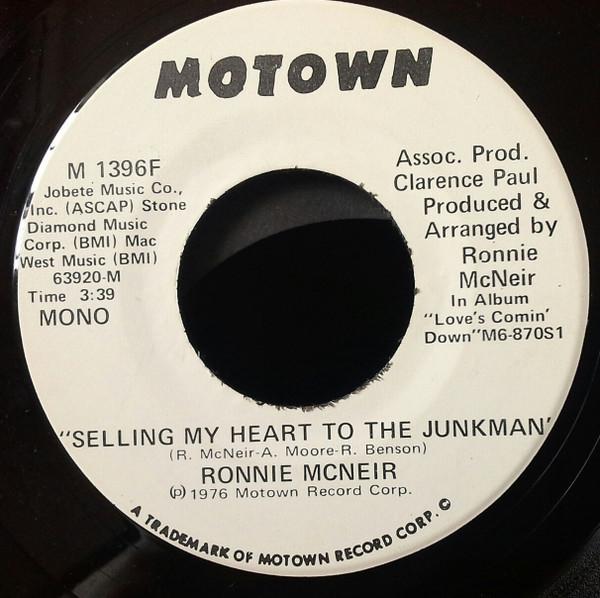 MOTOWN
M 1396F
Jobete Music Co.,
Inc. (ASCAP) Stone
Diamond Music
Corp. (BMI) Mac
West Music (BMI)
63920-M
Time 3:39
MONO
Assoc. Prod.
Clarence Paul
Produced &
Arranged by
Ronnie
McNeir
In Album
"Love's Comin'
Down"M6-870S1
"SELLING MY HEART TO THE JUNKMAN'
(R. McNeir-A. Moore-R. Benson)
RONNIE MCNEIR
℗ 1976 Motown Record Corp.
A TRADEMARK OF MOTOWN RECORD CORP. ©